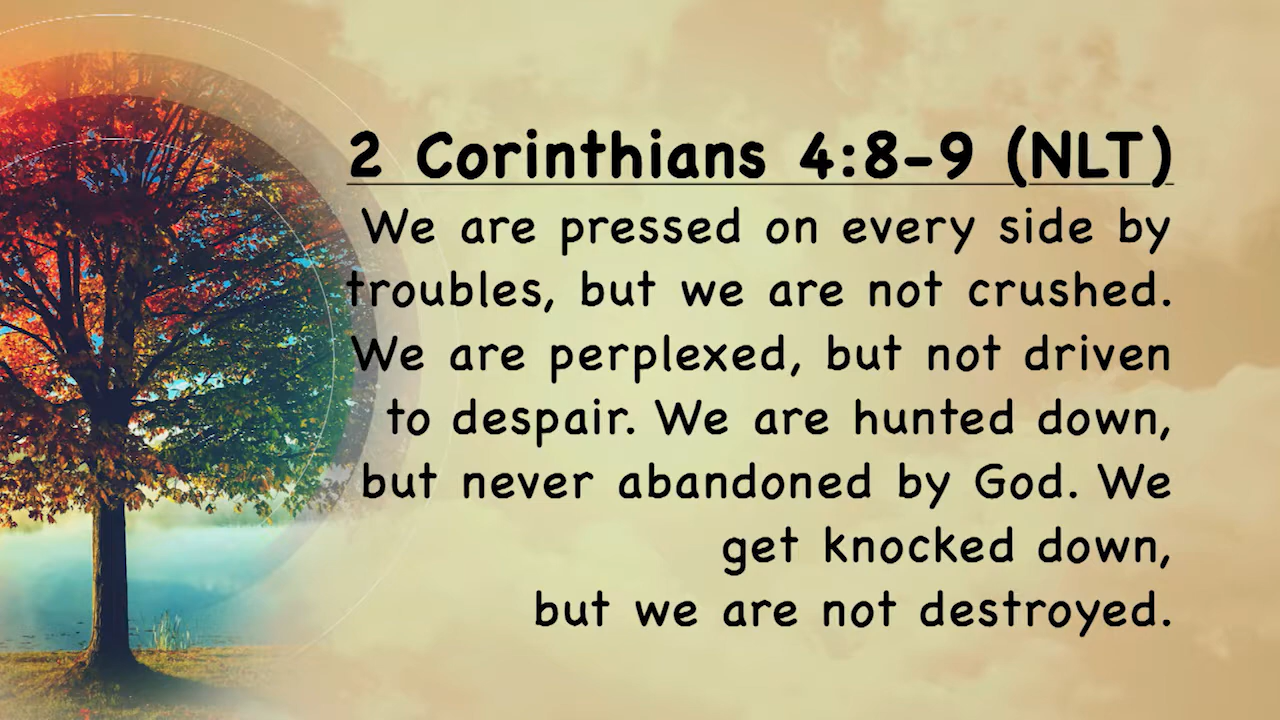 2 Corinthians 4:8-9 (NLT)
We are pressed on every side by
troubles, but we are not crushed.
We are perplexed, but not driven
to despair. We are hunted down,
but never abandoned by God. We
get knocked down,
but we are not destroyed.